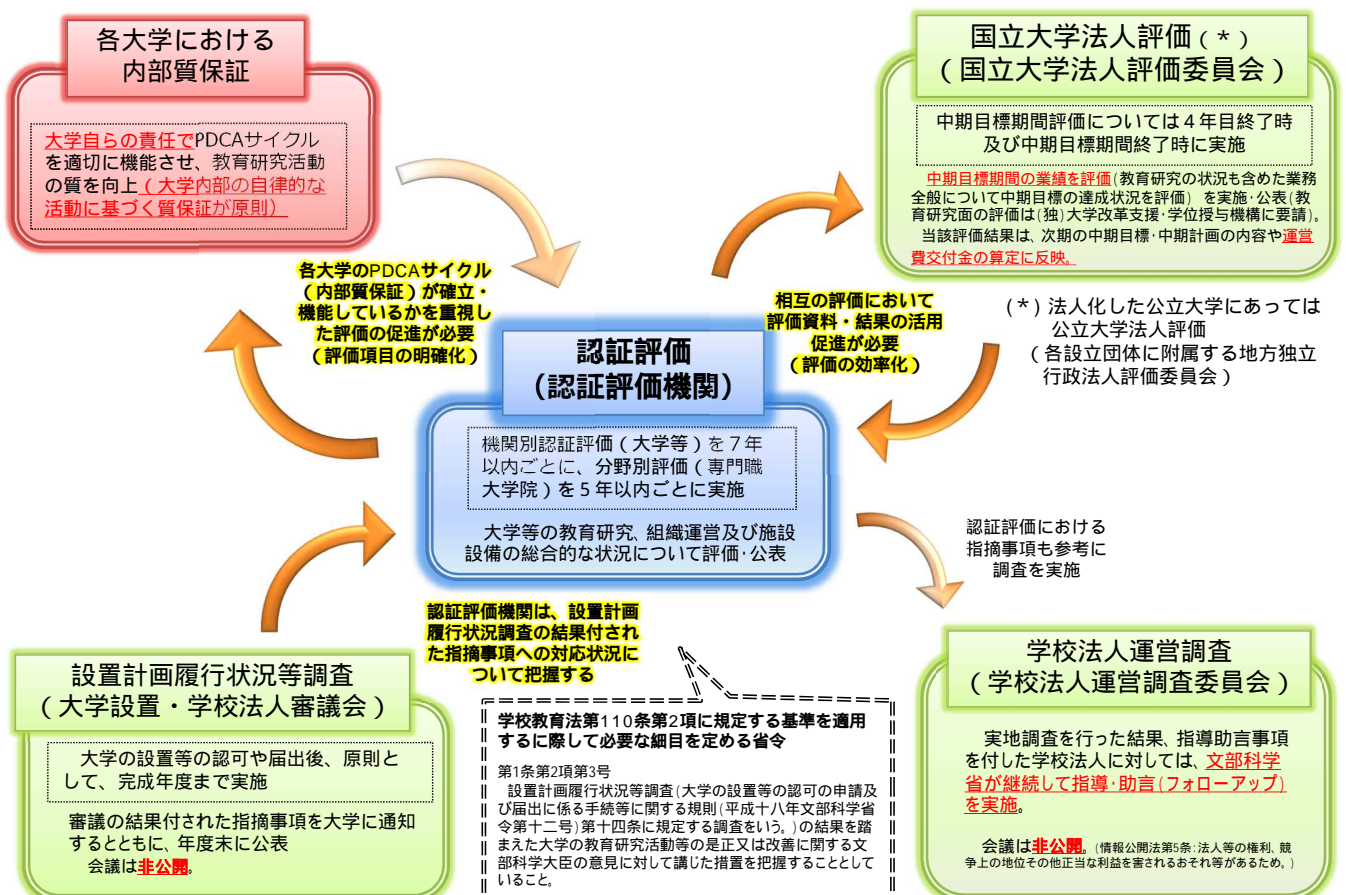 各大学における
内部質保証
大学自らの責任でPDCAサイクル
を適切に機能させ、教育研究活動
の質を向上（大学内部の自律的な
活動に基づく質保証が原則）
国立大学法人評価(*)
(国立大学法人評価委員会)
中期目標期間評価については４年目終了時
及び中期目標期間終了時に実施
中期目標期間の業績を評価(教育研究の状況も含めた業務
全般について中期目標の達成状況を評価) を実施・公表(教
育研究面の評価は(独)大学改革支援・学位授与機構に要請)。
当該評価結果は、次期の中期目標・中期計画の内容や運営
費交付金の算定に反映。
(*)法人化した公立大学にあっては
公立大学法人評価
(各設立団体に附属する地方独立
行政法人評価委員会)
各大学のPDCAサイクル
（内部質保証）が確立・
機能しているかを重視し
た評価の促進が必要
（評価項目の明確化）
相互の評価において
評価資料・結果の活用
促進が必要
（評価の効率化）
認証評価
(認証評価機関)
機関別認証評価(大学等)を７年
以内ごとに、分野別評価(専門職
大学院)を５年以内ごとに実施
大学等の教育研究、組織運営及び施設
設備の総合的な状況について評価・公表
認証評価における
指摘事項も参考に
調査を実施
認証評価機関は、設置計画
履行状況調査の結果付され
た指摘事項への対応状況に
ついて把握する
設置計画履行状況等調査
(大学設置・学校法人審議会)
大学の設置等の認可や届出後、原則と
して、完成年度まで実施
審議の結果付された指摘事項を大学に通知
するとともに、年度末に公表
会議は非公開。
学校教育法第110条第2項に規定する基準を適用
するに際して必要な細目を定める省令
第1条第2項第3号
設置計画履行状況等調査(大学の設置等の認可の申請及
び届出に係る手続等に関する規則(平成十八年文部科学省
令第十二号)第十四条に規定する調査をいう。)の結果を踏
まえた大学の教育研究活動等の是正又は改善に関する文
部科学大臣の意見に対して講じた措置を把握することとして
いること。
学校法人運営調査
(学校法人運営調査委員会)
実地調査を行った結果、指導助言事項
を付した学校法人に対しては、文部科学
省が継続して指導・助言(フォローアップ)
を実施。
会議は非公開。(情報公開法第5条:法人等の権利、競
争上の地位その他正当な利益を害されるおそれ等があるため。)